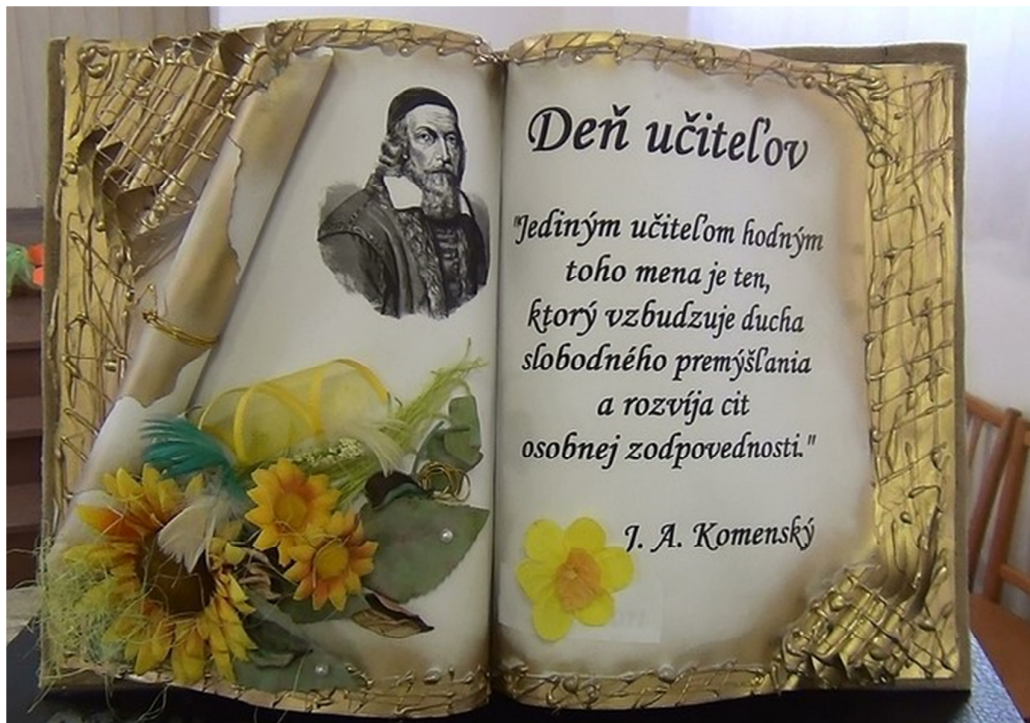 Deň učiteľov
"Jediným učiteľom hodným
toho mena je ten,
ktorý vzbudzuje ducha
slobodného premýšľania
a rozvíja cit
osobnej zodpovednosti."
J. A. Komenský